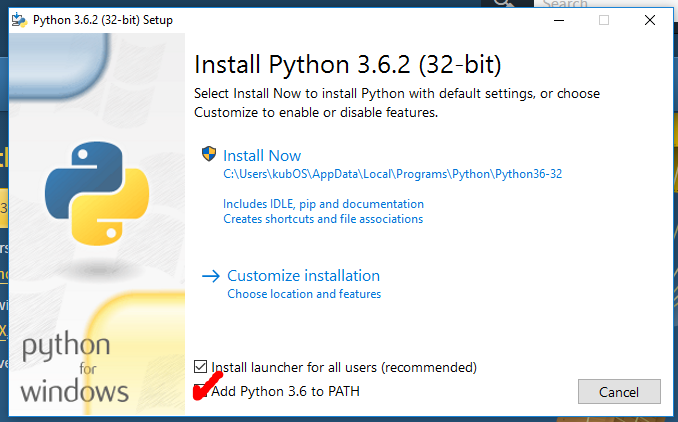 Search
Python 3.6.2 (32-bit) Setup
Install Python 3.6.2 (32-bit)
Select Install Now to install Python with default settings, or choose
Customize to enable or disable features.
Install Now
C:\Users\kubOS\AppData\Local\Programs\Python\Python36-32
Includes IDLE, pip and documentation
Creates shortcuts and file associations
Customize installation
Choose location and features
python
for
windows
Install launcher for all users (recommended)
Add Python 3.6 to PATH
Cancel